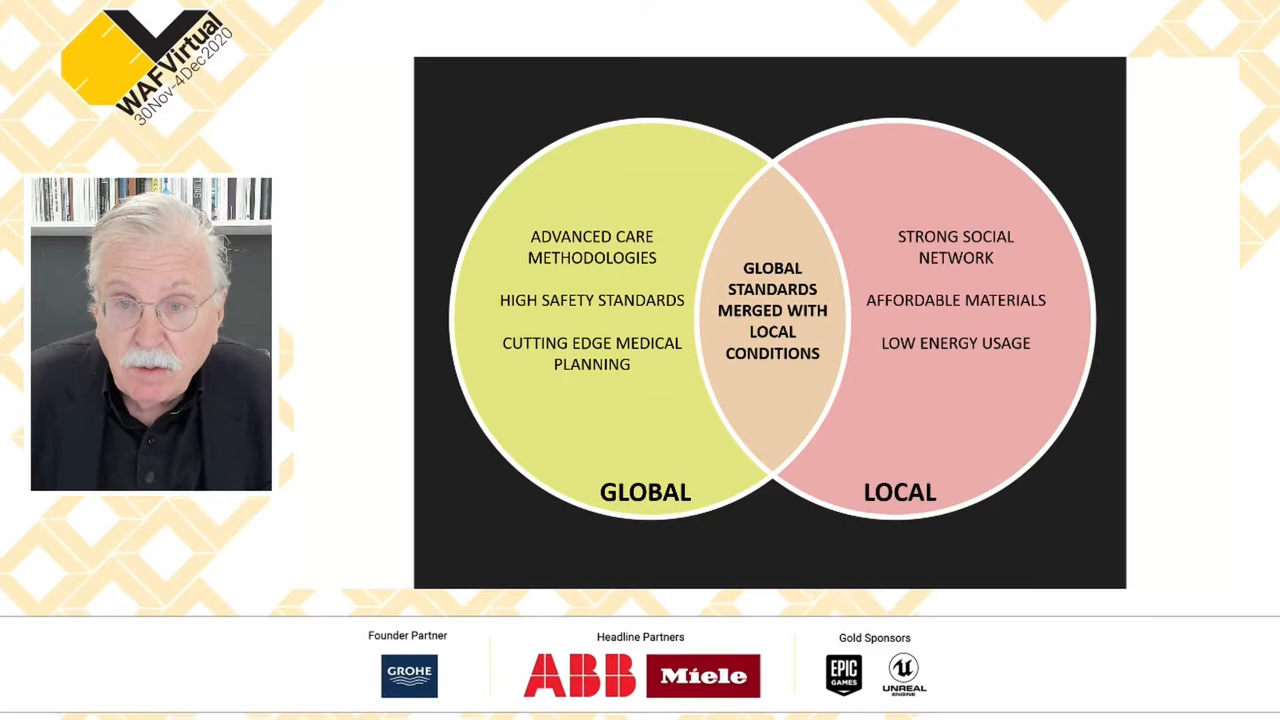 WAFVirtual
30Nov-4Dec2020
ADVANCED CARE
METHODOLOGIES
HIGH SAFETY STANDARDS
CUTTING EDGE MEDICAL
PLANNING
GLOBAL
STANDARDS
MERGED WITH
LOCAL
CONDITIONS
STRONG SOCIAL
NETWORK
AFFORDABLE MATERIALS
LOW ENERGY USAGE
GLOBAL
LOCAL
Founder Partner
Headline Partners
Gold Sponsors
GROHE
ABB
Miele
EPIC
GAMES
UNREAL
ENGINE